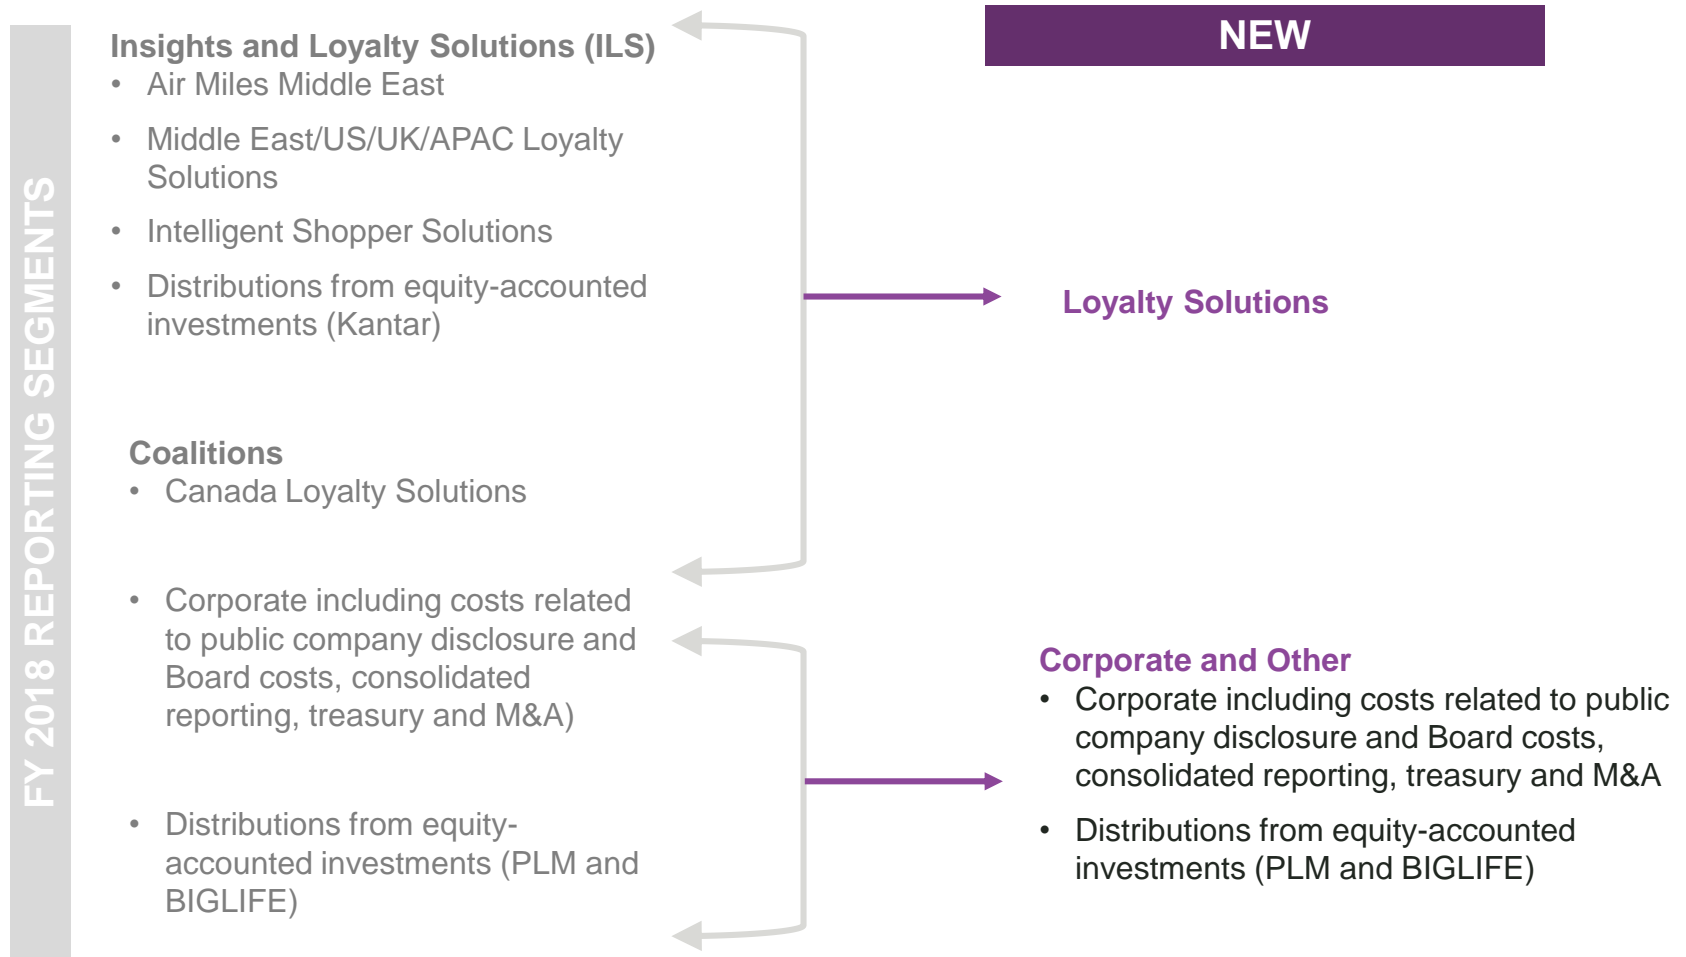 FY 2018 REPORTING SEGMENTS
Insights and Loyalty Solutions (ILS)
• Air Miles Middle East
• Middle East/US/UK/APAC Loyalty
Solutions
• Intelligent Shopper Solutions
• Distributions from equity-accounted
investments (Kantar)
Coalitions
• Canada Loyalty Solutions
• Corporate including costs related
to public company disclosure and
Board costs, consolidated
reporting, treasury and M&A)
• Distributions from equity-
accounted investments (PLM and
BIGLIFE)
NEW
Loyalty Solutions
Corporate and Other
• Corporate including costs related to public
company disclosure and Board costs,
consolidated reporting, treasury and M&A
• Distributions from equity-accounted
investments (PLM and BIGLIFE)